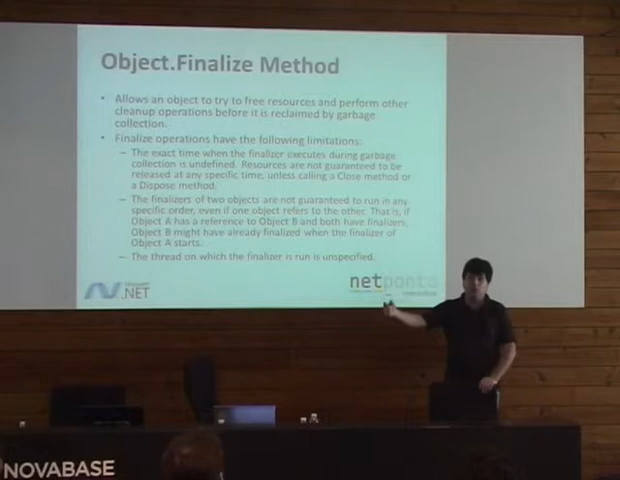 Object.Finalize Method
• Allows an object to try to free resources and perform other
cleanup operations before it is reclaimed by garbage
collection.
• Finalize operations have the following limitations:
– The exact time when the finalizer executes during garbage
collection is undefined. Resources are not guaranteed to be
released at any specific time, unless calling a Close method or
a Dispose method.
– The finalizers of two objects are not guaranteed to run in any
specific order, even if one object refers to the other. That is, if
Object A has a reference to Object B and both have finalizers,
Object B might have already finalized when the finalizer of
Object A starts.
– The thread on which the finalizer is run is unspecified.
.NET
netponto
NOVABASE